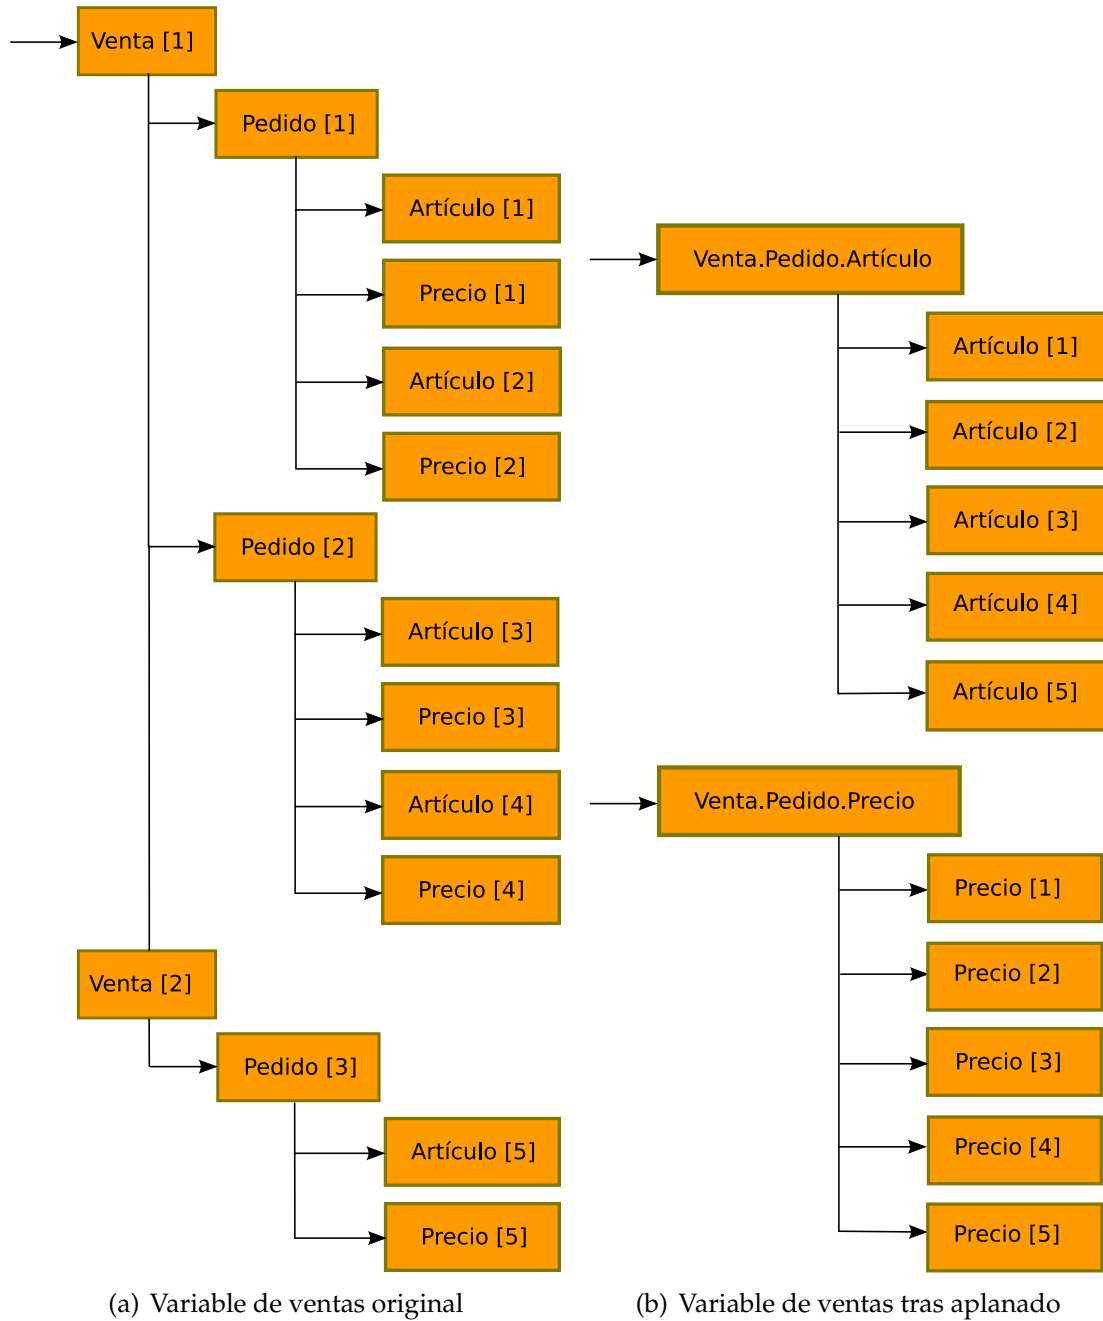 Venta [1]
Pedido [1]
Artículo [1]
Precio [1]
Artículo [2]
Precio [2]
Pedido [2]
Artículo [3]
Precio [3]
Artículo [4]
Precio [4]
Venta [2]
Pedido [3]
Artículo [5]
Precio [5]
(a) Variable de ventas original
Venta.Pedido.Artículo
Artículo [1]
Artículo [2]
Artículo [3]
Artículo [4]
Artículo [5]
Venta.Pedido.Precio
Precio [1]
Precio [2]
Precio [3]
Precio [4]
Precio [5]
(b) Variable de ventas tras aplanado